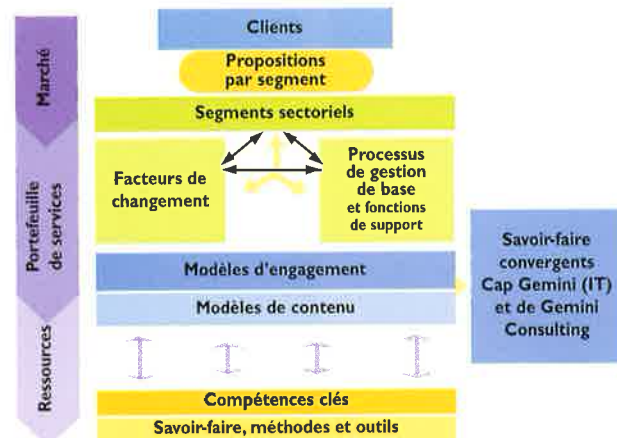 Marché
Portefeuille
de services
Ressources
Clients
Propositions
par segment
Segments sectoriels
Facteurs de
changement
Processus
de gestion
de base
et fonctions
de support
Modèles d'engagement
Modèles de contenu
Savoir-faire
convergents
Cap Gemini (IT)
et de Gemini
Consulting
Compétences clés
Savoir-faire, méthodes et outils